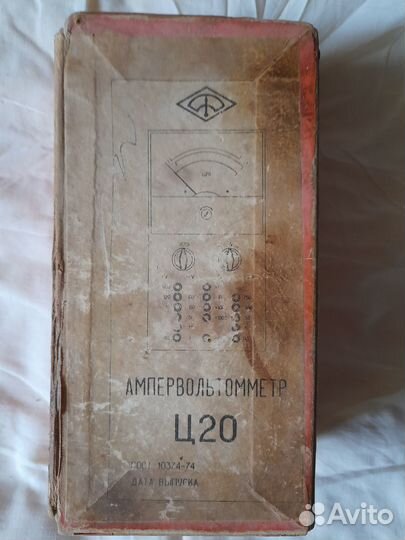 АМПЕРВОЛЬТОММЕТР
Ц20
ГОСТ 10374-74
ДАТА ВЫПУСКА
Avito